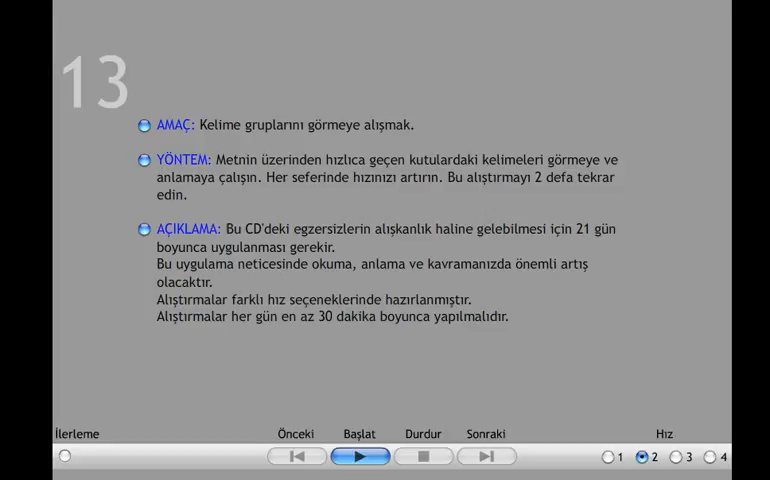 13
AMAÇ: Kelime gruplarını görmeye alışmak.
YÖNTEM: Metnin üzerinden hızlıca geçen kutulardaki kelimeleri görmeye ve
anlamaya çalışın. Her seferinde hızınızı artırın. Bu alıştırmayı 2 defa tekrar
edin.
AÇIKLAMA: Bu CD'deki egzersizlerin alışkanlık haline gelebilmesi için 21 gün
boyunca uygulanması gerekir.
Bu uygulama neticesinde okuma, anlama ve kavramanızda önemli artış
olacaktır.
Alıştırmalar farklı hız seçeneklerinde hazırlanmıştır.
Alıştırmalar her gün en az 30 dakika boyunca yapılmalıdır.
İlerleme Önceki Başlat Durdur Sonraki Hız
1 2 3 4